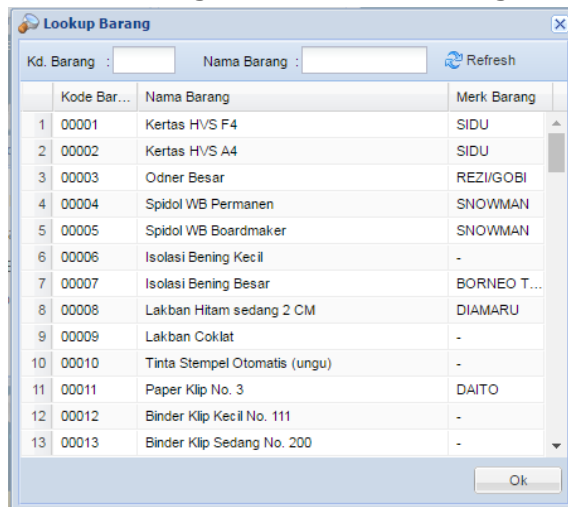 Lookup Barang
Kd. Barang : Nama Barang : Refresh
Kode Bar... Nama Barang Merk Barang
1 00001 Kertas HVS F4 SIDU
2 00002 Kertas HVS A4 SIDU
3 00003 Odner Besar REZI/GOBI
4 00004 Spidol WB Permanen SNOWMAN
5 00005 Spidol WB Boardmaker SNOWMAN
6 00006 Isolasi Bening Kecil -
7 00007 Isolasi Bening Besar BORNEO T...
8 00008 Lakban Hitam sedang 2 CM DIAMARU
9 00009 Lakban Coklat -
10 00010 Tinta Stempel Otomatis (ungu) -
11 00011 Paper Klip No. 3 DAITO
12 00012 Binder Klip Kecil No. 111 -
13 00013 Binder Klip Sedang No. 200 -
Ok